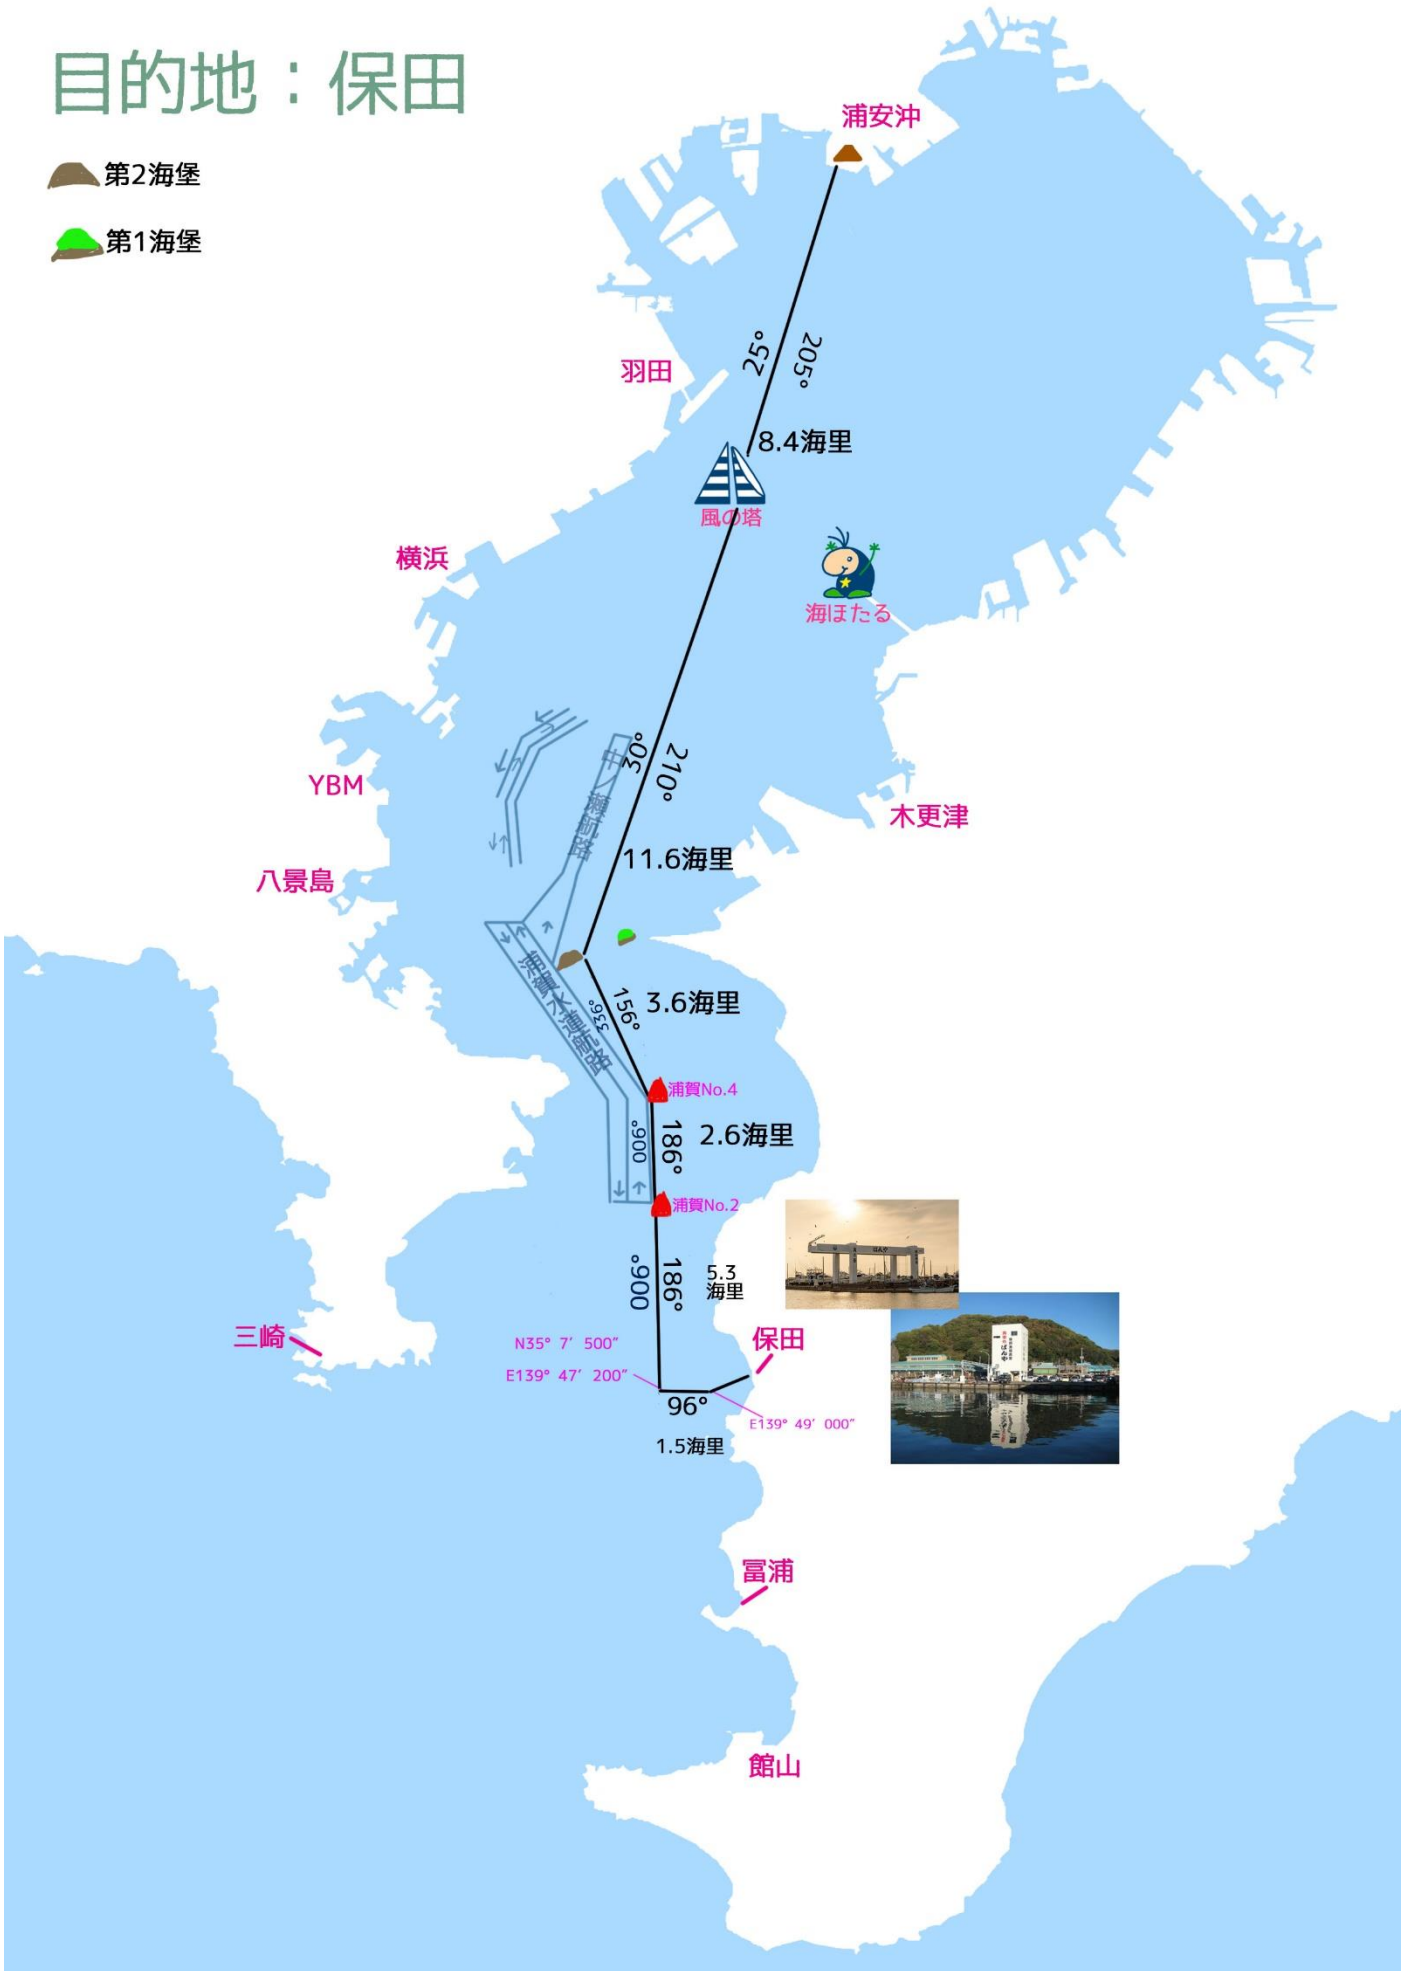 目的地：保田
第2海堡
第1海堡
浦安沖
羽田
25°
205°
8.4海里
風の塔
横浜
海ほたる
YBM
中ノ瀬航路
30°
210°
木更津
八景島
11.6海里
浦賀水運航路
336°
156°
3.6海里
浦賀No.4
006°
186°
2.6海里
浦賀No.2
006°
186°
5.3
海里
三崎
N35° 7′ 500″
E139° 47′ 200″
保田
96°
E139° 49′ 000″
1.5海里
ばんや
冨浦
館山